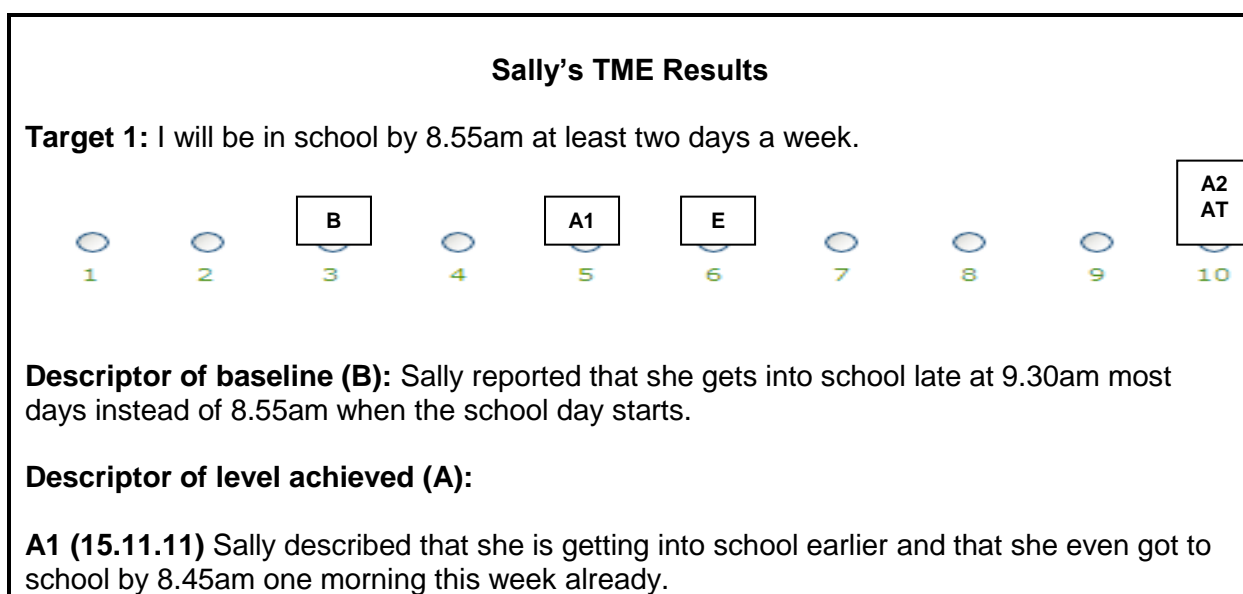 Sally's TME Results
Target 1: I will be in school by 8.55am at least two days a week.
B A1 E A2
AT
1 2 3 4 5 6 7 8 9 10
Descriptor of baseline (B): Sally reported that she gets into school late at 9.30am most
days instead of 8.55am when the school day starts.
Descriptor of level achieved (A):
A1 (15.11.11) Sally described that she is getting into school earlier and that she even got to
school by 8.45am one morning this week already.